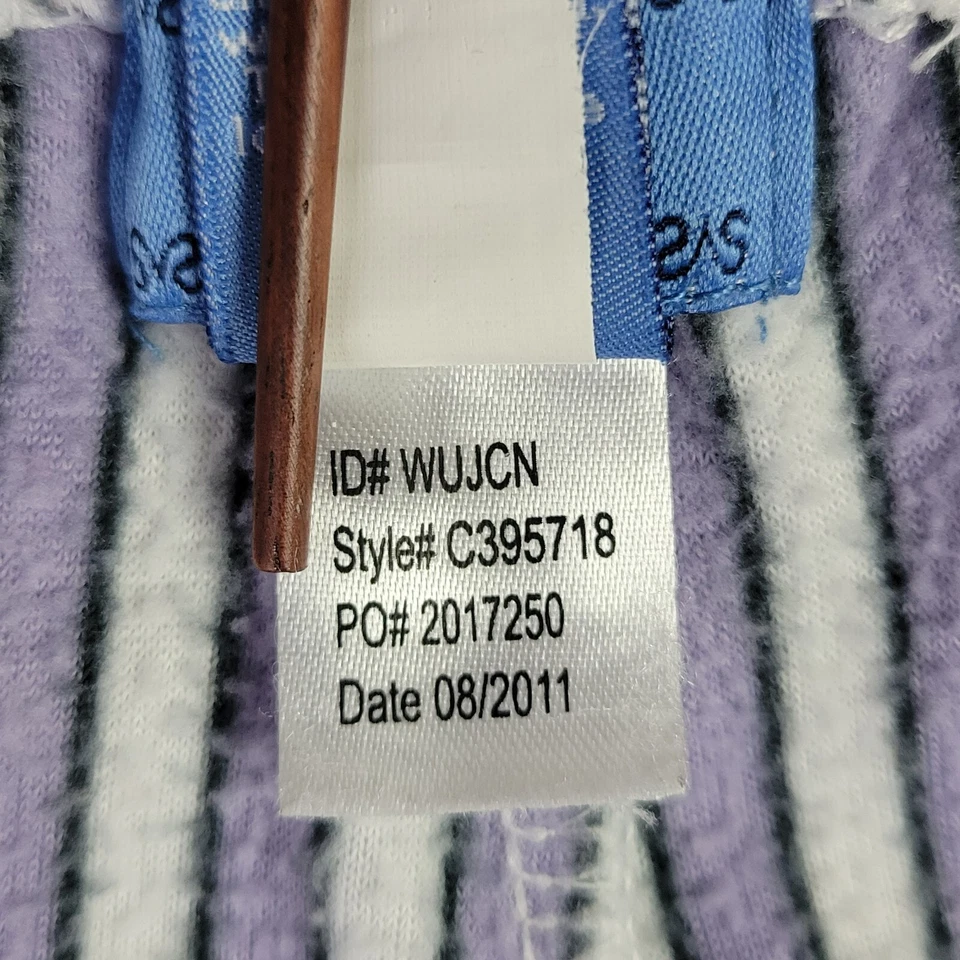 ID# WUJCN
Style# C395718
PO# 2017250
Date 08/2011